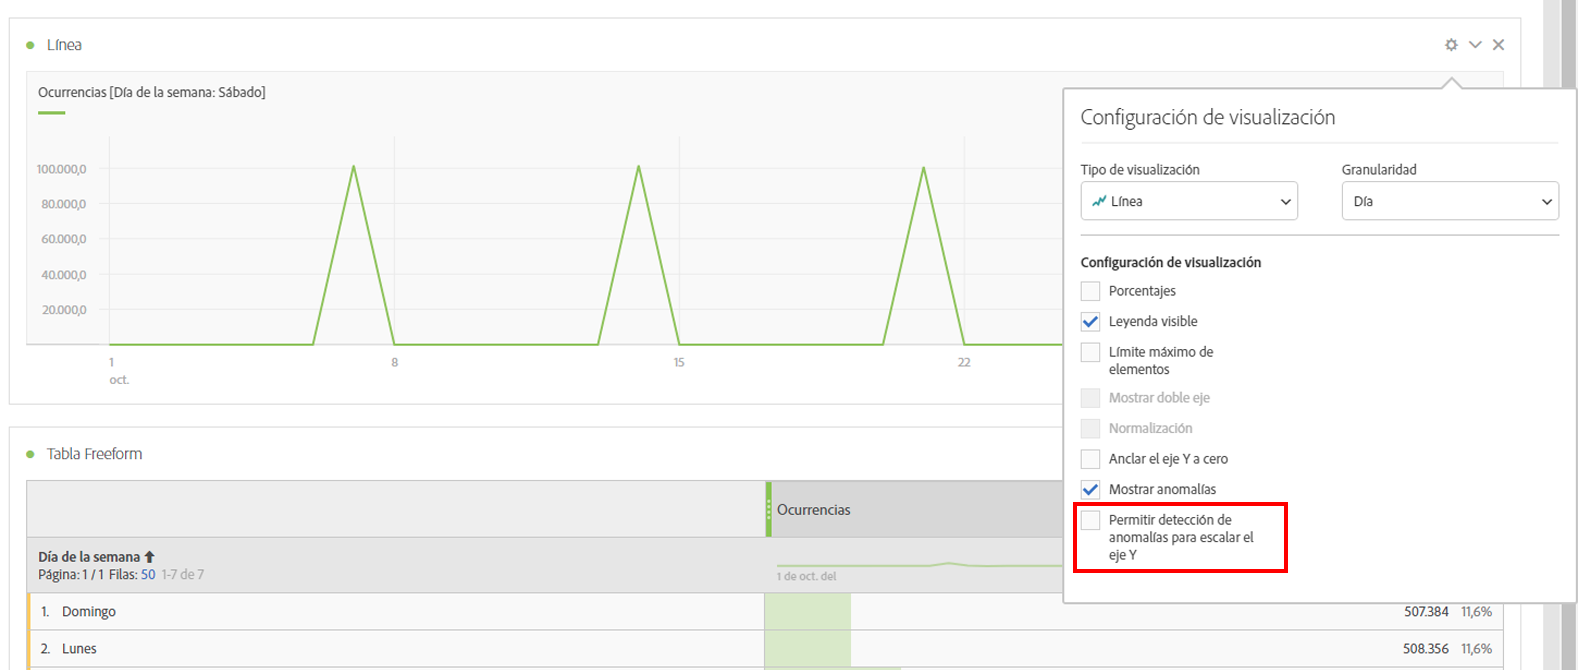 Línea
Ocurrencias [Día de la semana: Sábado]
100.000,0
80.000,0
60.000,0
40.000,0
20.000,0
1
oct.
8
15
22
Configuración de visualización
Tipo de visualización
Granularidad
Línea
Día
Configuración de visualización
Porcentajes
Leyenda visible
Límite máximo de
elementos
Mostrar doble eje
Normalización
Anclar el eje Y a cero
Mostrar anomalías
Permitir detección de
anomalías para escalar el
eje Y
Tabla Freeform
Ocurrencias
Día de la semana
Página: 1 / 1 Filas: 50 1-7 de 7
1 de oct. del
1. Domingo 507.384 11,6%
2. Lunes 508.356 11,6%